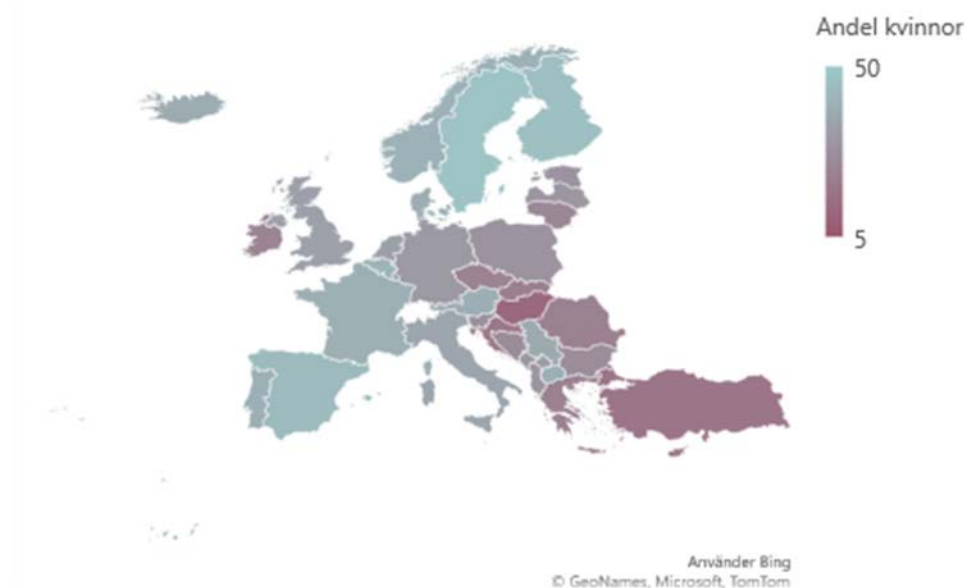 Andel kvinnor
50
5
Använder Bing
© GeoNames, Microsoft, TomTom